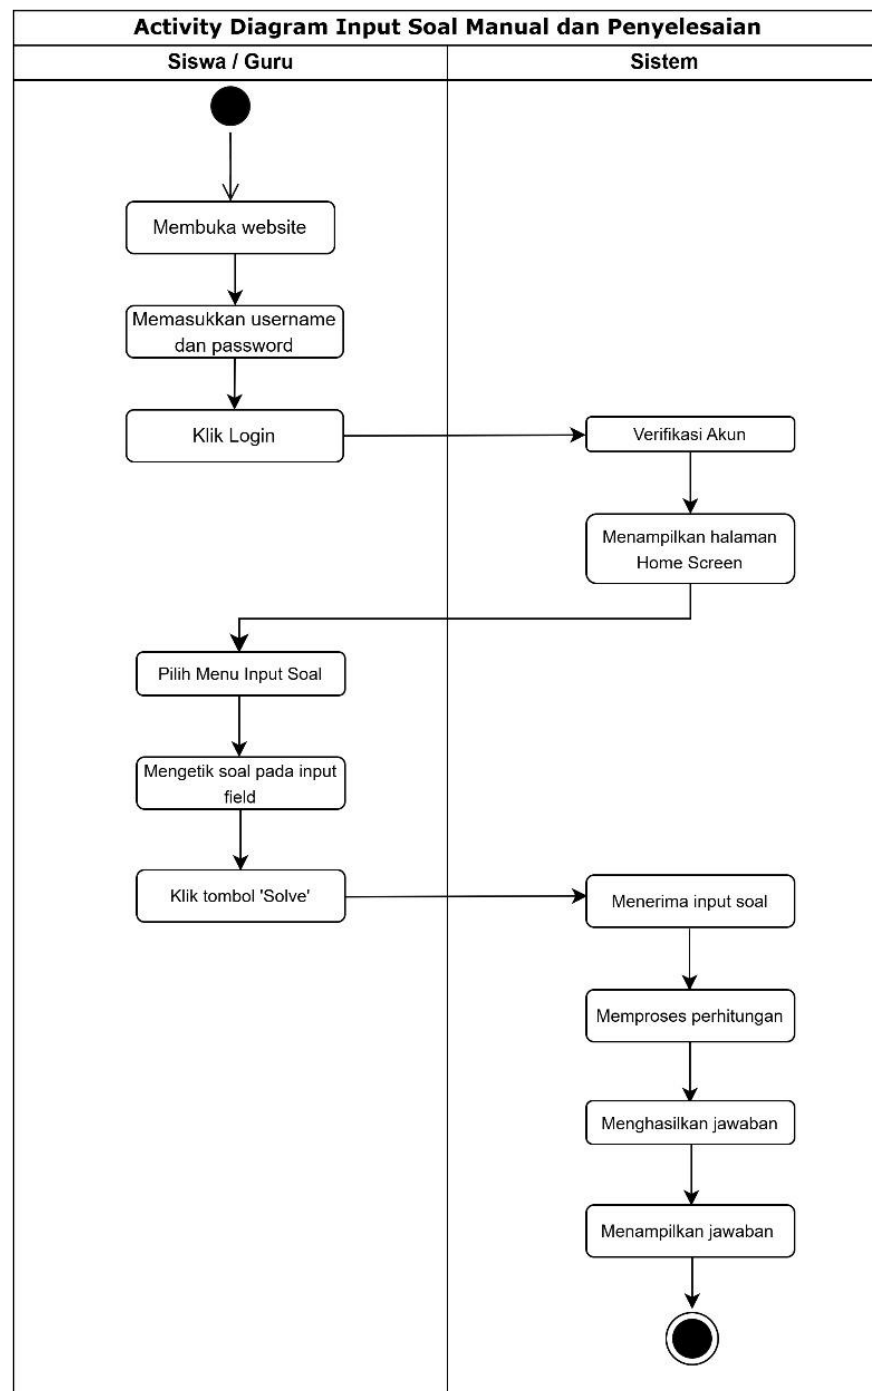 Activity Diagram Input Soal Manual dan Penyelesaian
Siswa / Guru
Sistem
Membuka website
Memasukkan username
dan password
Klik Login
Verifikasi Akun
Menampilkan halaman
Home Screen
Pilih Menu Input Soal
Mengetik soal pada input
field
Klik tombol 'Solve'
Menerima input soal
Memproses perhitungan
Menghasilkan jawaban
Menampilkan jawaban